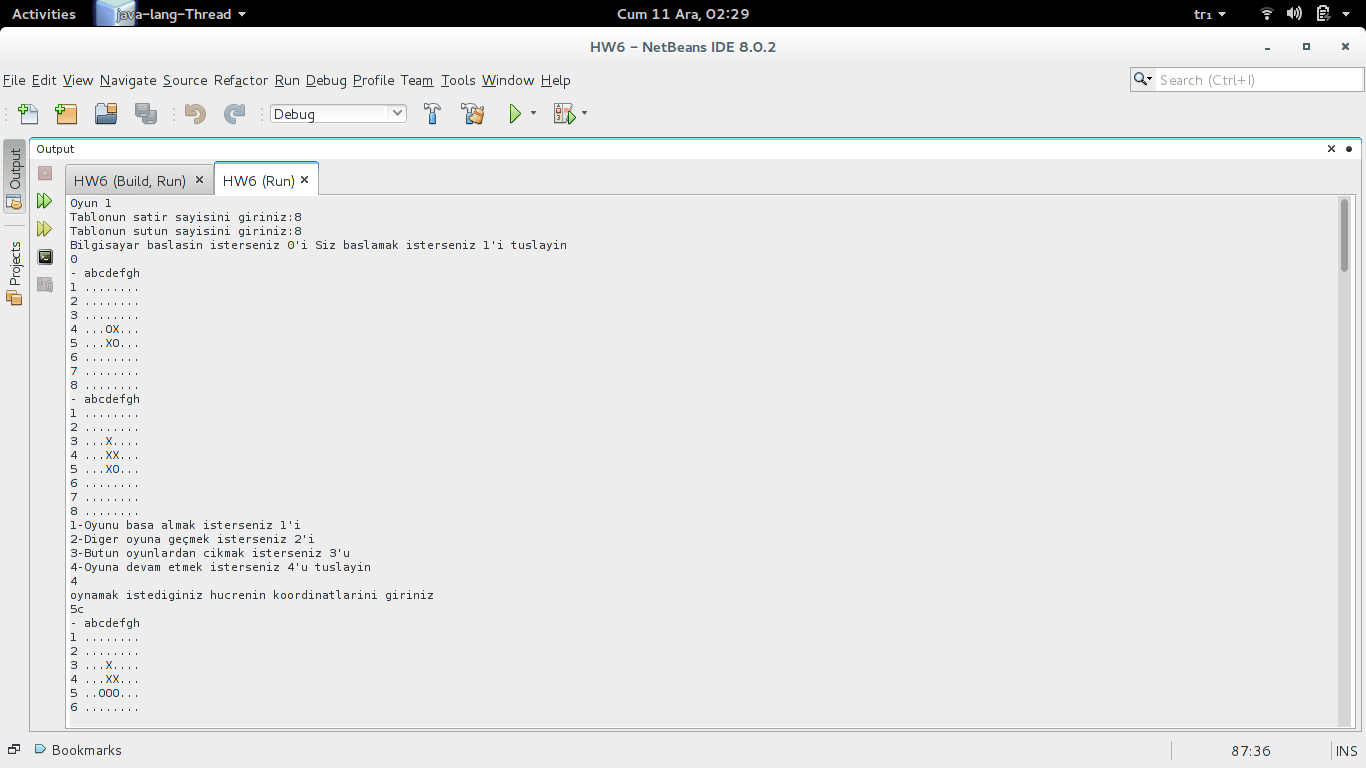 Activities java-lang-Thread Cum 11 Ara, 02:29 tr₁
HW6 - NetBeans IDE 8.0.2
File Edit View Navigate Source Refactor Run Debug Profile Team Tools Window Help
Search (Ctrl+I)
Debug
Output
Output
Projects
HW6 (Build, Run)
HW6 (Run)
Oyun 1
Tablonun satir sayisini giriniz:8
Tablonun sutun sayisini giriniz:8
Bilgisayar baslasin isterseniz 0'i Siz baslamak isterseniz 1'i tuslayin
0
- abcdefgh
1 ........
2 ........
3 ........
4 ...OX...
5 ...XO...
6 ........
7 ........
8 ........
- abcdefgh
1 ........
2 ........
3 ...X....
4 ...XX...
5 ...XO...
6 ........
7 ........
8 ........
1-Oyunu basa almak isterseniz 1'i
2-Diger oyuna geçmek isterseniz 2'i
3-Butun oyunlardan cikmak isterseniz 3'u
4-Oyuna devam etmek isterseniz 4'u tuslayin
4
oynamak istediginiz hucrenin koordinatlarini giriniz
5c
- abcdefgh
1 ........
2 ........
3 ...X....
4 ...XX...
5 ..OOO...
6 ........
Bookmarks
87:36
INS